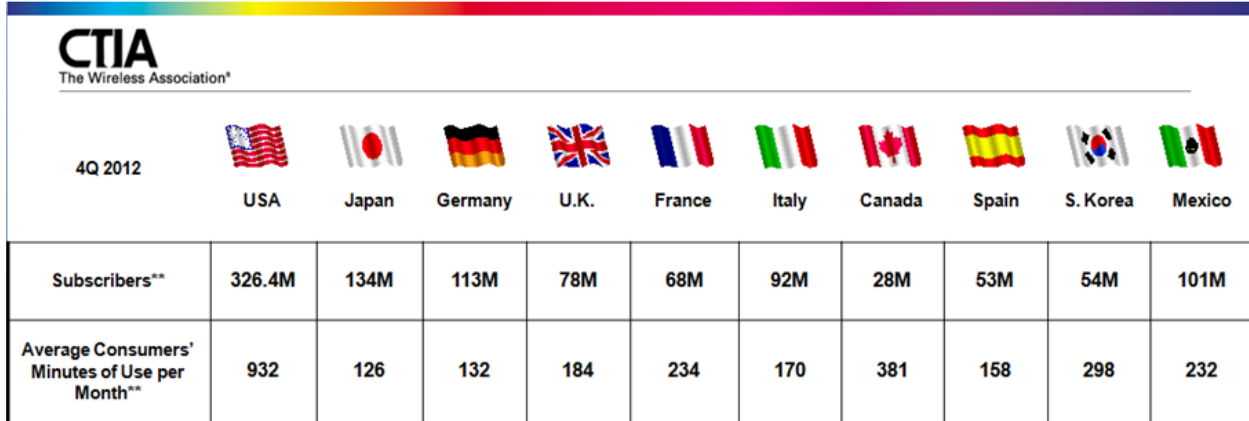 CTIA
The Wireless Association*
4Q 2012
USA Japan Germany U.K. France Italy Canada Spain S. Korea Mexico
Subscribers** 326.4M 134M 113M 78M 68M 92M 28M 53M 54M 101M
Average Consumers'
Minutes of Use per
Month**
932 126 132 184 234 170 381 158 298 232